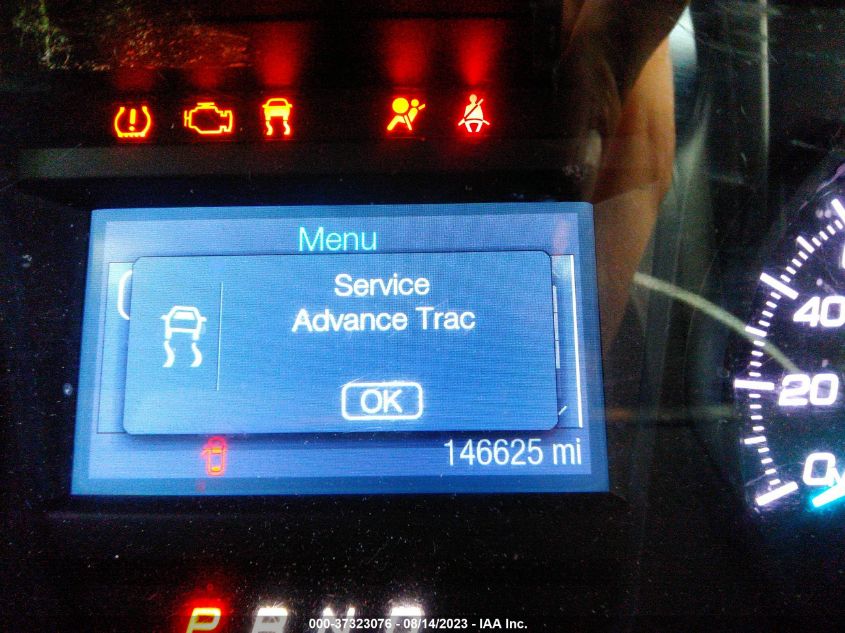 Menu
Service
Advance Trac
OK
146625 mi
40
20
0
P R N D
000-37323076 - 08/14/2023 - IAA Inc.